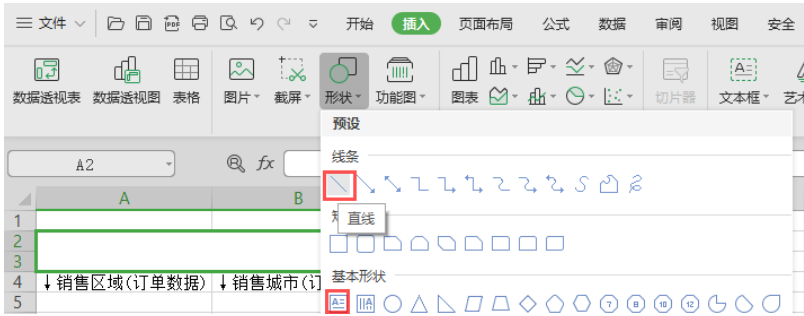 文件 PDF 开始 插入 页面布局 公式 数据 审阅 视图 安全
数据透视表 数据透视图 表格 图片 截屏 形状 功能图 图表 切片器 文本框
预设
A2 fx
线条
直线
A B
1
2
3
4 ↓销售区域(订单数据) ↓销售城市(订
5
基本形状
A A 7 8 10 12